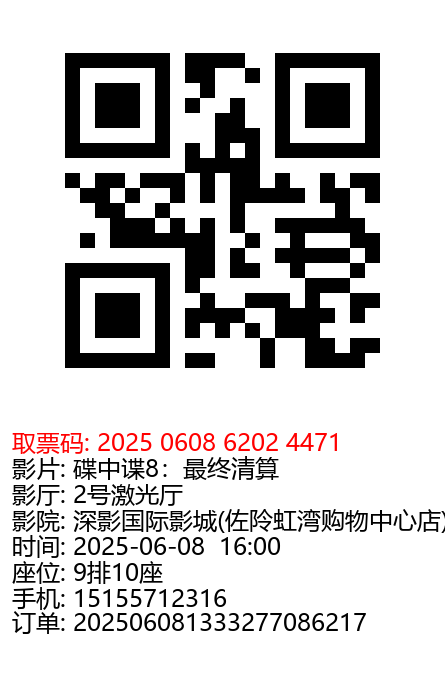 取票码: 2025 0608 6202 4471
影片: 碟中谍8：最终清算
影厅: 2号激光厅
影院: 深影国际影城(佐阾虹湾购物中心店)
时间: 2025-06-08  16:00
座位: 9排10座
手机: 15155712316
订单: 202506081333277086217